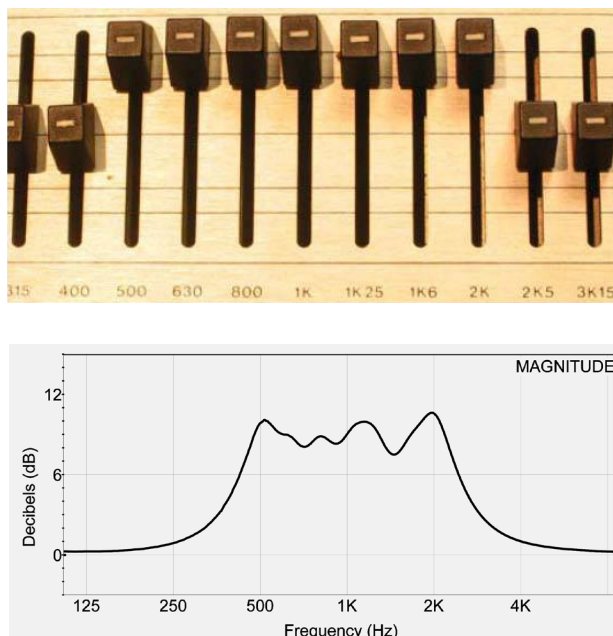 315 400 500 630 800 1K 1K25 1K6 2K 2K5 3K15
MAGNITUDE
12
6
0
Decibels (dB)
125 250 500 1K 2K 4K
Frequency (Hz)